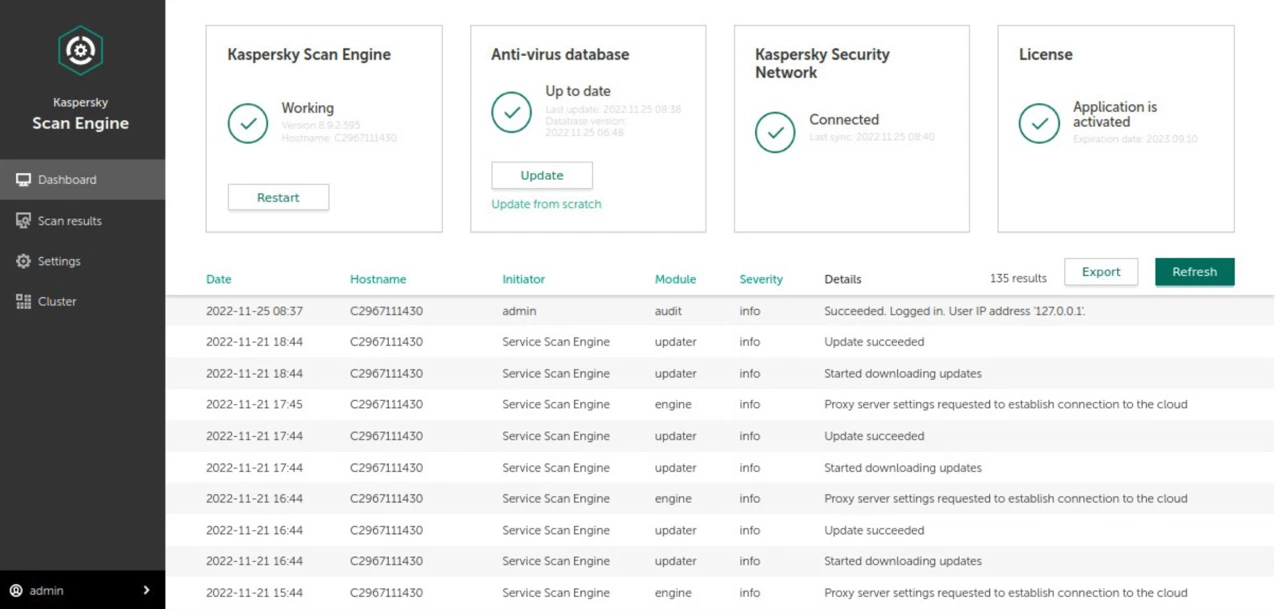 Kaspersky
Scan Engine
Dashboard
Scan results
Settings
Cluster
admin
Kaspersky Scan Engine
Working
Version 8.9.2.595
Hostname: C2967111430
Restart
Anti-virus database
Up to date
Last update: 2022.11.25 08:38
Database version:
2022.11.25 06:48
Update
Update from scratch
Kaspersky Security
Network
Connected
Last sync: 2022.11.25 08:40
License
Application is
activated
Expiration date: 2023.09.10
135 results Export Refresh
Date Hostname Initiator Module Severity Details
2022-11-25 08:37 C2967111430 admin audit info Succeeded. Logged in. User IP address '127.0.0.1'.
2022-11-21 18:44 C2967111430 Service Scan Engine updater info Update succeeded
2022-11-21 18:44 C2967111430 Service Scan Engine updater info Started downloading updates
2022-11-21 17:45 C2967111430 Service Scan Engine engine info Proxy server settings requested to establish connection to the cloud
2022-11-21 17:44 C2967111430 Service Scan Engine updater info Update succeeded
2022-11-21 17:44 C2967111430 Service Scan Engine updater info Started downloading updates
2022-11-21 16:44 C2967111430 Service Scan Engine engine info Proxy server settings requested to establish connection to the cloud
2022-11-21 16:44 C2967111430 Service Scan Engine updater info Update succeeded
2022-11-21 16:44 C2967111430 Service Scan Engine updater info Started downloading updates
2022-11-21 15:44 C2967111430 Service Scan Engine engine info Proxy server settings requested to establish connection to the cloud